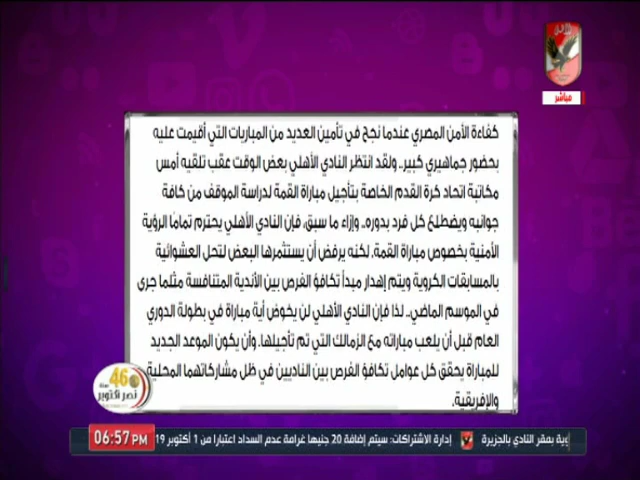 مباشر
كفاءة الأمن المصري عندما نجح في تأمين العديد من المباريات التي أقيمت عليه
بحضور جماهيري كبير.. ولقد انتظر النادي الأهلي بعض الوقت عقب تلقيه أمس
مكاتبة اتحاد كرة القدم الخاصة بتأجيل مباراة القمة لدراسة الموقف من كافة
جوانبه ويضطلع كل فرد بدوره.. وإزاء ما سبق، فإن النادي الأهلي يحترم تمامًا الرؤية
الأمنية بخصوص مباراة القمة. لكنه يرفض أن يستثمرها البعض لتحل العشوائية
بالمسابقات الكروية ويتم إهدار مبدأ تكافؤ الفرص بين الأندية المتنافسة مثلما جرى
في الموسم الماضي.. لذا فإن النادي الأهلي لن يخوض أية مباراة في بطولة الدوري
العام قبل أن يلعب مباراته مع الزمالك التي تم تأجيلها. وأن يكون الموعد الجديد
للمباراة يحقق كل عوامل تكافؤ الفرص بين الناديين في ظل مشاركاتهما المحلية
والإفريقية.
46 سنة
نصر أكتوبر
06:57 PM
وية بمقر النادي بالجزيرة
إدارة الاشتراكات: سيتم إضافة 20 جنيها غرامة عدم السداد اعتبارا من 1 أكتوبر 19